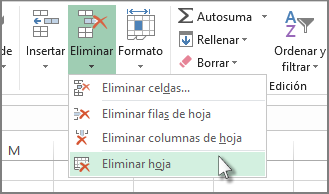 de
Insertar
Eliminar
Formato
Autosuma
Rellenar
Borrar
Ordenar y
filtrar
Edición
Eliminar celdas...
Eliminar filas de hoja
Eliminar columnas de hoja
Eliminar hoja
M